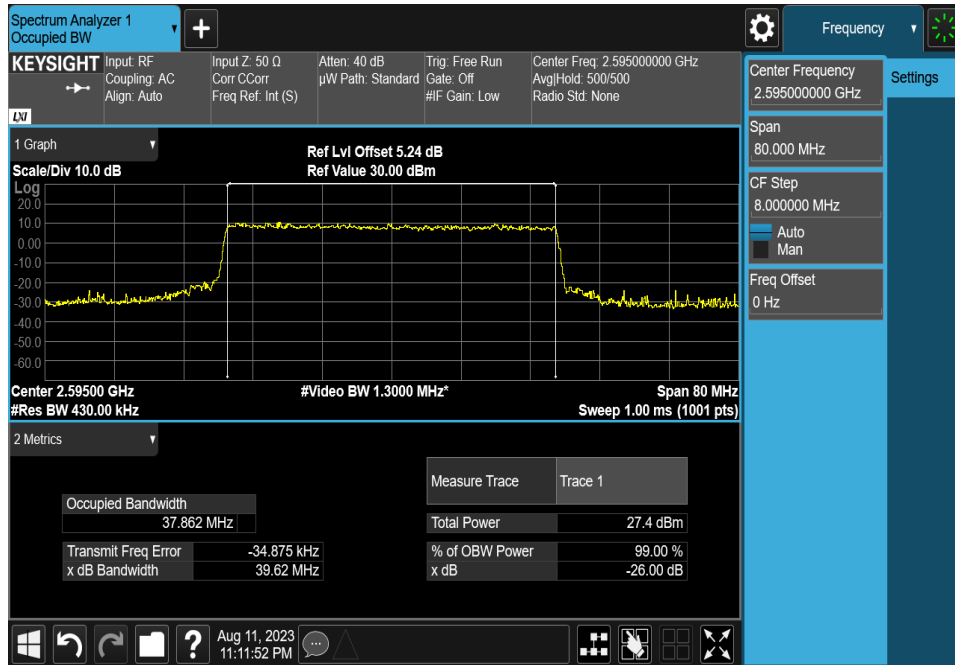 Spectrum Analyzer 1
Occupied BW
Frequency
KEYSIGHT
LXI
Input: RF
Coupling: AC
Align: Auto
Input Z: 50 Ω
Corr CCorr
Freq Ref: Int (S)
Atten: 40 dB
µW Path: Standard
Trig: Free Run
Gate: Off
#IF Gain: Low
Center Freq: 2.595000000 GHz
Avg|Hold: 500/500
Radio Std: None
Center Frequency
2.595000000 GHz
Settings
Span
80.000 MHz
CF Step
8.000000 MHz
Auto
Man
Freq Offset
0 Hz
1 Graph
Scale/Div 10.0 dB
Ref Lvl Offset 5.24 dB
Ref Value 30.00 dBm
Log
20.0
10.0
0.00
-10.0
-20.0
-30.0
-40.0
-50.0
-60.0
Center 2.59500 GHz
#Res BW 430.00 kHz
#Video BW 1.3000 MHz*
Span 80 MHz
Sweep 1.00 ms (1001 pts)
2 Metrics
Measure Trace Trace 1
Occupied Bandwidth
37.862 MHz
Total Power 27.4 dBm
Transmit Freq Error -34.875 kHz
% of OBW Power 99.00 %
x dB Bandwidth 39.62 MHz
x dB -26.00 dB
Aug 11, 2023
11:11:52 PM